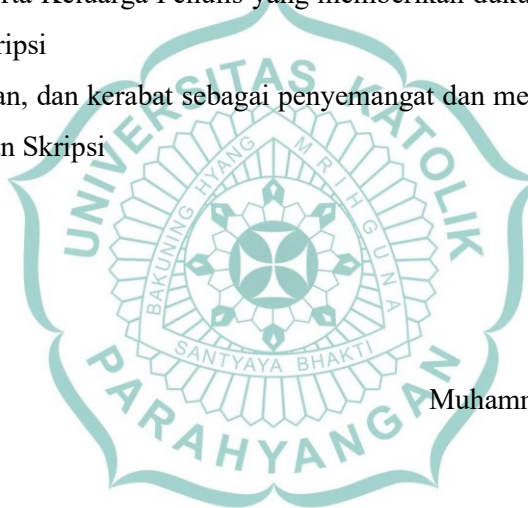 rta Keluarga Penulis yang memberikan duku
ripsi
an, dan kerabat sebagai penyemangat dan me
n Skripsi
UNIVERSITAS KATOLIK
BAKUNING HYANG MRIHGUNA
SANTYAYA BHAKTI
PARAHYANGAN
Muhamm